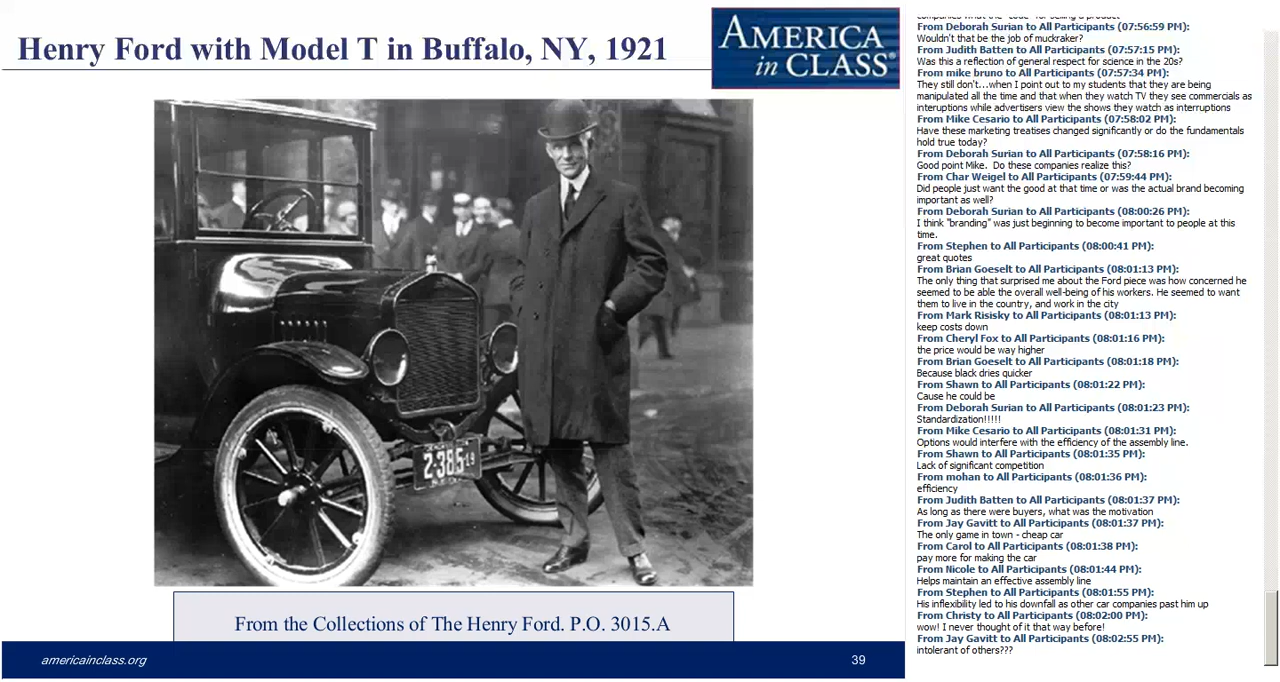 Henry Ford with Model T in Buffalo, NY, 1921
AMERICA
in CLASS®
2·385
From the Collections of The Henry Ford. P.O. 3015.A
americainclass.org
39
From Deborah Surian to All Participants (07:56:59 PM):
Wouldn't that be the job of muckraker?
From Judith Batten to All Participants (07:57:15 PM):
Was this a reflection of general respect for science in the 20s?
From mike bruno to All Participants (07:57:34 PM):
They still don't...when I point out to my students that they are being
manipulated all the time and that when they watch TV they see commercials as
interuptions while advertisers view the shows they watch as interruptions
From Mike Cesario to All Participants (07:58:02 PM):
Have these marketing treatises changed significantly or do the fundamentals
hold true today?
From Deborah Surian to All Participants (07:58:16 PM):
Good point Mike.  Do these companies realize this?
From Char Weigel to All Participants (07:59:44 PM):
Did people just want the good at that time or was the actual brand becoming
important as well?
From Deborah Surian to All Participants (08:00:26 PM):
I think "branding" was just beginning to become important to people at this
time.
From Stephen to All Participants (08:00:41 PM):
great quotes
From Brian Goeselt to All Participants (08:01:13 PM):
The only thing that surprised me about the Ford piece was how concerned he
seemed to be able the overall well-being of his workers. He seemed to want
them to live in the country, and work in the city
From Mark Risisky to All Participants (08:01:13 PM):
keep costs down
From Cheryl Fox to All Participants (08:01:16 PM):
the price would be way higher
From Brian Goeselt to All Participants (08:01:18 PM):
Because black dries quicker
From Shawn to All Participants (08:01:22 PM):
Cause he could be
From Deborah Surian to All Participants (08:01:23 PM):
Standardization!!!!!
From Mike Cesario to All Participants (08:01:31 PM):
Options would interfere with the efficiency of the assembly line.
From Shawn to All Participants (08:01:35 PM):
Lack of significant competition
From mohan to All Participants (08:01:36 PM):
efficiency
From Judith Batten to All Participants (08:01:37 PM):
As long as there were buyers, what was the motivation
From Jay Gavitt to All Participants (08:01:37 PM):
The only game in town - cheap car
From Carol to All Participants (08:01:38 PM):
pay more for making the car
From Nicole to All Participants (08:01:44 PM):
Helps maintain an effective assembly line
From Stephen to All Participants (08:01:55 PM):
His inflexibility led to his downfall as other car companies past him up
From Christy to All Participants (08:02:00 PM):
wow! I never thought of it that way before!
From Jay Gavitt to All Participants (08:02:55 PM):
intolerant of others???